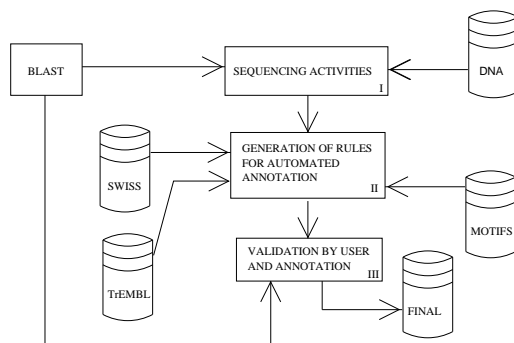 BLAST
SEQUENCING ACTIVITIES
I
DNA
SWISS
GENERATION OF RULES
FOR AUTOMATED
ANNOTATION
II
MOTIFS
TrEMBL
VALIDATION BY USER
AND ANNOTATION
III
FINAL